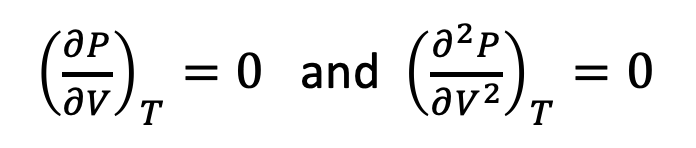 (∂P/∂V)_T = 0 and (∂²P/∂V²)_T = 0